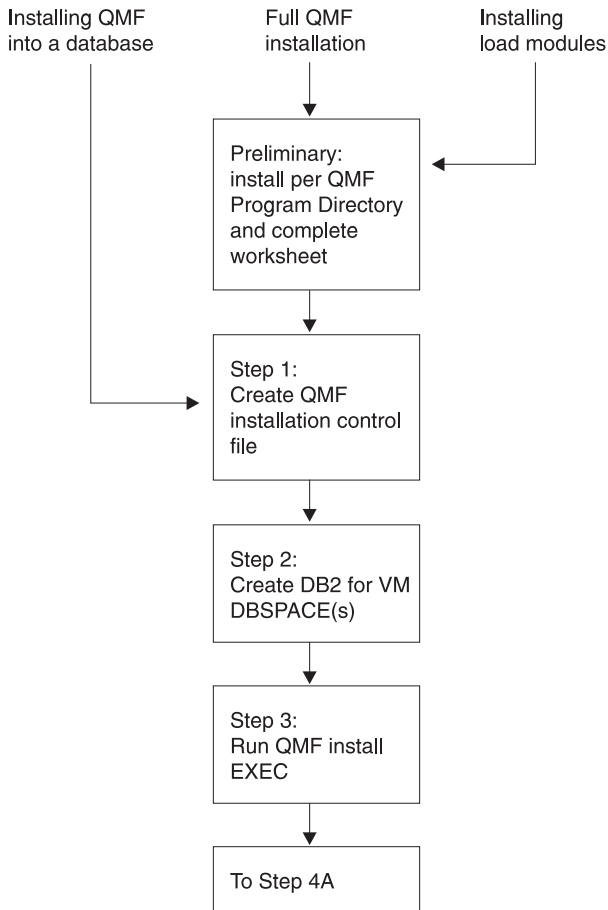 Installing QMF
into a database
Full QMF
installation
Installing
load modules
Preliminary:
install per QMF
Program Directory
and complete
worksheet
Step 1:
Create QMF
installation control
file
Step 2:
Create DB2 for VM
DBSPACE(s)
Step 3:
Run QMF install
EXEC
To Step 4A